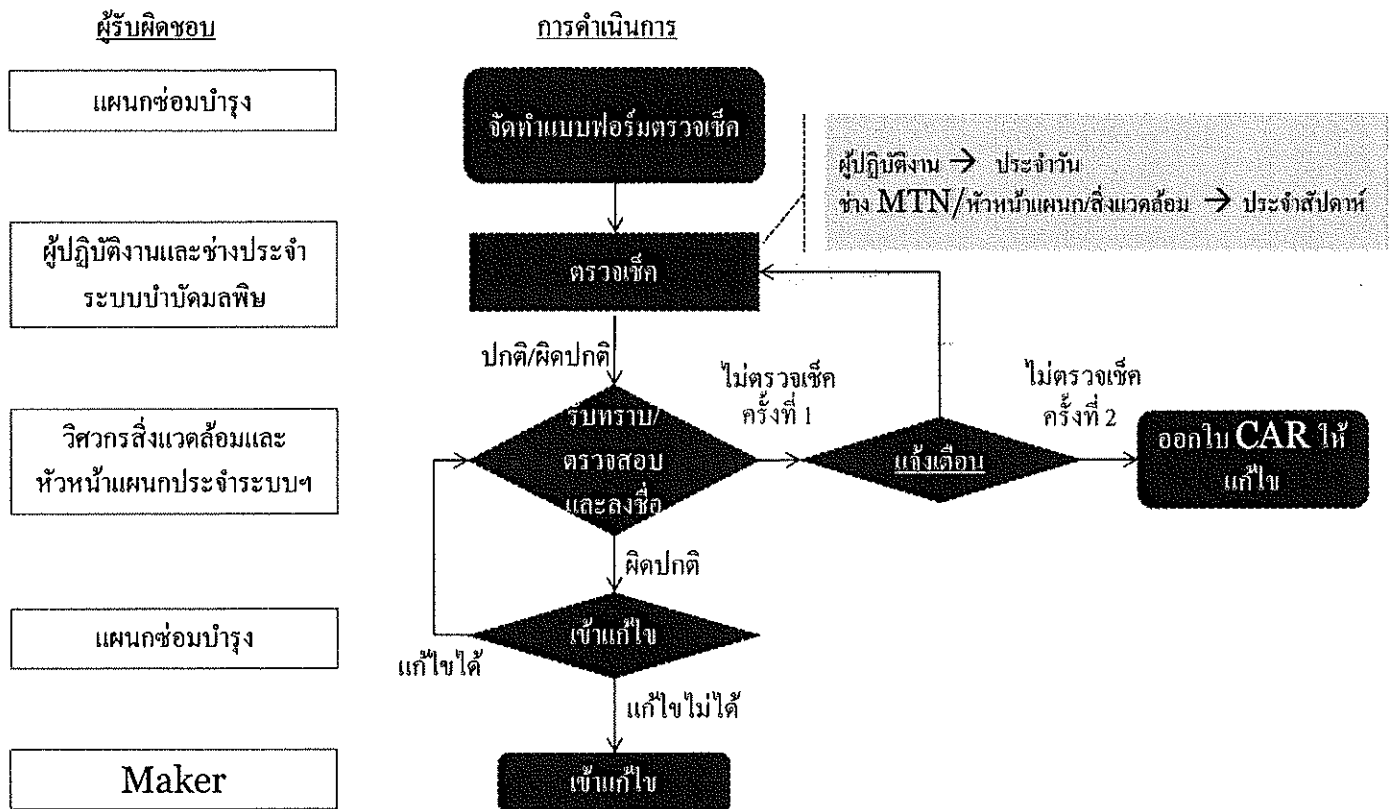 ผู้รับผิดชอบ
การดำเนินการ
แผนกซ่อมบำรุง
จัดทำแบบฟอร์มตรวจเช็ค
ผู้ปฏิบัติงาน → ประจำวัน
ช่าง MTN/หัวหน้าแผนก/สิ่งแวดล้อม → ประจำสัปดาห์
ผู้ปฏิบัติงานและช่างประจำ
ระบบบำบัดมลพิษ
ตรวจเช็ค
ปกติ/ผิดปกติ
ไม่ตรวจเช็ค
ครั้งที่ 1
ไม่ตรวจเช็ค
ครั้งที่ 2
วิศวกรสิ่งแวดล้อมและ
หัวหน้าแผนกประจำระบบฯ
รับทราบ/
ตรวจสอบ
และลงชื่อ
แจ้งเตือน
ออกใบ CAR ให้
แก้ไข
ผิดปกติ
แผนกซ่อมบำรุง
เข้าแก้ไข
แก้ไขได้
แก้ไขไม่ได้
Maker
เข้าแก้ไข